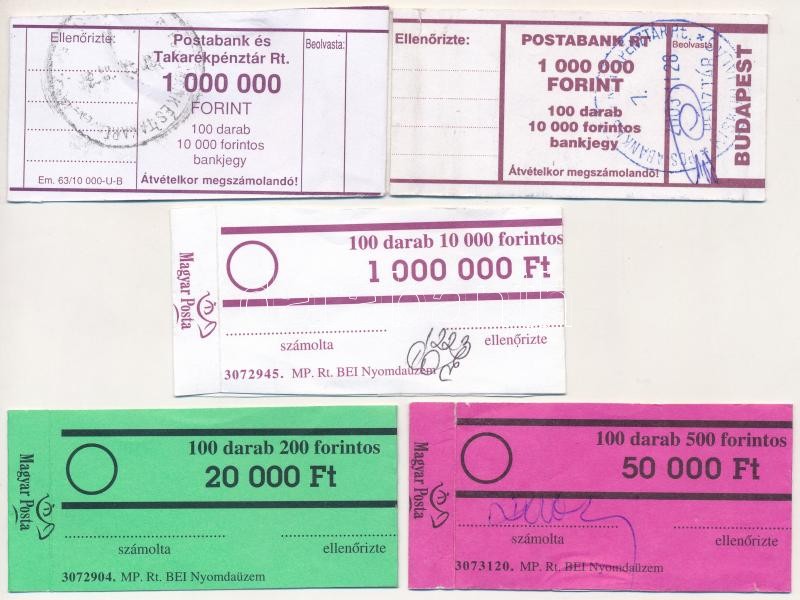 Ellenőrizte:
Postabank és
Takarékpénztár Rt.
1 000 000
FORINT
100 darab
10 000 forintos
bankjegy
Átvételkor megszámolandó!
Beolvasta:
Em. 63/10 000-U-B
Ellenőrizte:
POSTABANK RT
1 000 000
FORINT
100 darab
10 000 forintos
bankjegy
Átvételkor megszámolandó!
Beolvasta
BUDAPEST
2003 11 28
Magyar Posta
100 darab 10 000 forintos
1 000 000 Ft
számolta
ellenőrizte
1223
3072945. MP. Rt. BEI Nyomdaüzem
Magyar Posta
100 darab 200 forintos
20 000 Ft
számolta
ellenőrizte
3072904. MP. Rt. BEI Nyomdaüzem
Magyar Posta
100 darab 500 forintos
50 000 Ft
számolta
ellenőrizte
3073120. MP. Rt. BEI Nyomdaüzem